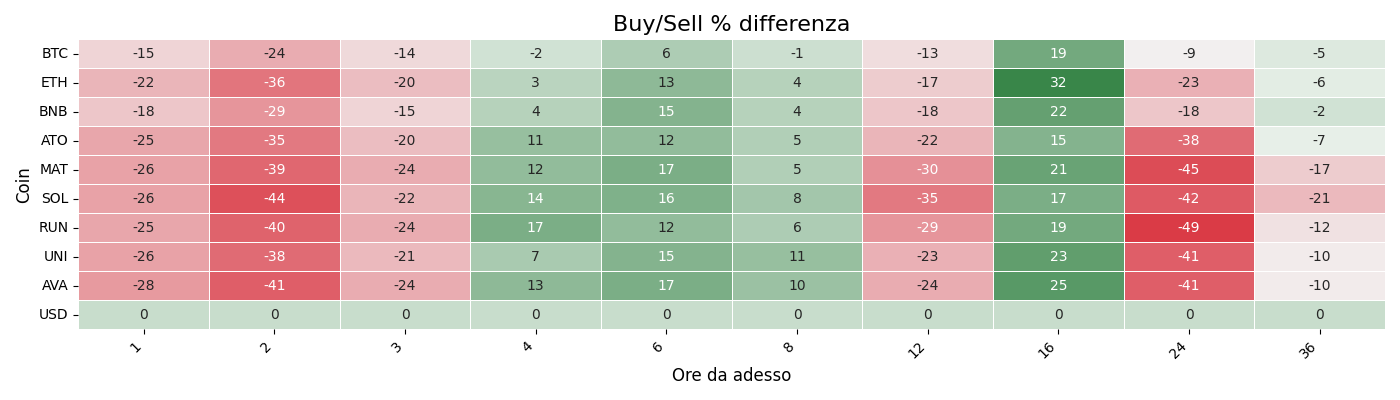 Buy/Sell % differenza
Coin
BTC -15 -24 -14 -2 6 -1 -13 19 -9 -5
ETH -22 -36 -20 3 13 4 -17 32 -23 -6
BNB -18 -29 -15 4 15 4 -18 22 -18 -2
ATO -25 -35 -20 11 12 5 -22 15 -38 -7
MAT -26 -39 -24 12 17 5 -30 21 -45 -17
SOL -26 -44 -22 14 16 8 -35 17 -42 -21
RUN -25 -40 -24 17 12 6 -29 19 -49 -12
UNI -26 -38 -21 7 15 11 -23 23 -41 -10
AVA -28 -41 -24 13 17 10 -24 25 -41 -10
USD 0 0 0 0 0 0 0 0 0 0
1 2 3 4 6 8 12 16 24 36
Ore da adesso